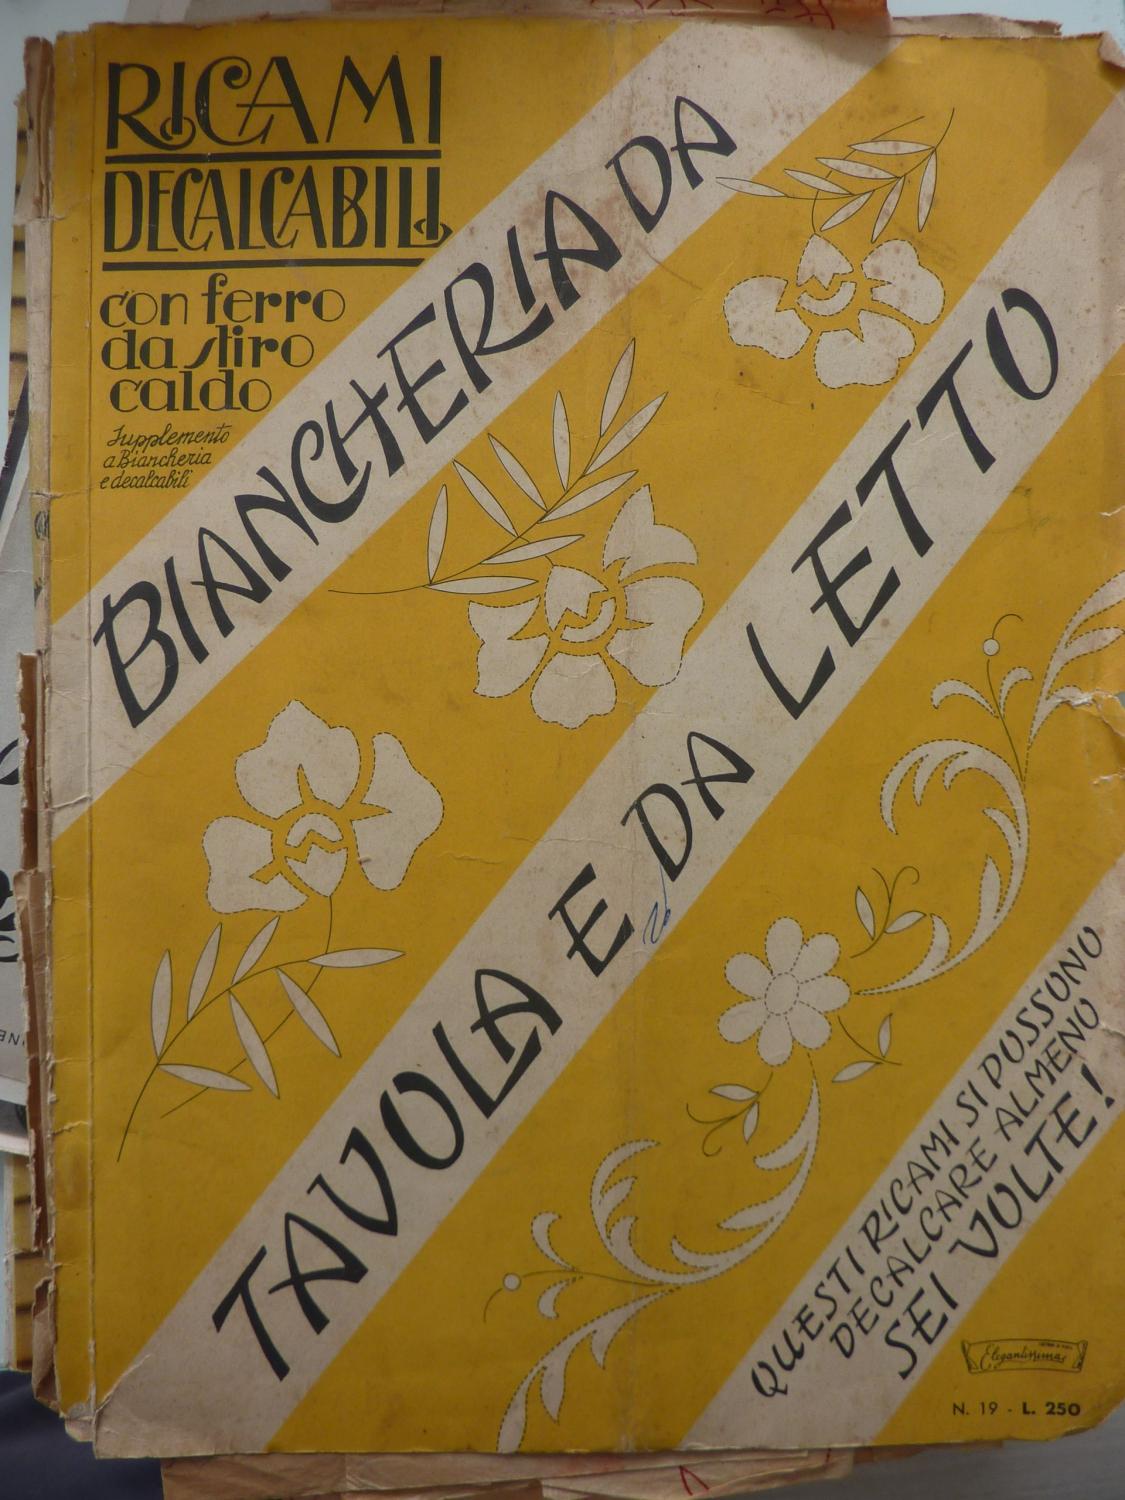 RICAMI
DECALCABILI
con ferro
da stiro
caldo
Supplemento
a Biancheria
e decalcabili
BIANCHERIA DA
TAVOLA E DA LETTO
QUESTI RICAMI SI POSSONO
DECALCARE ALMENO
SEI VOLTE!
Elegantissima
N. 19 - L. 250